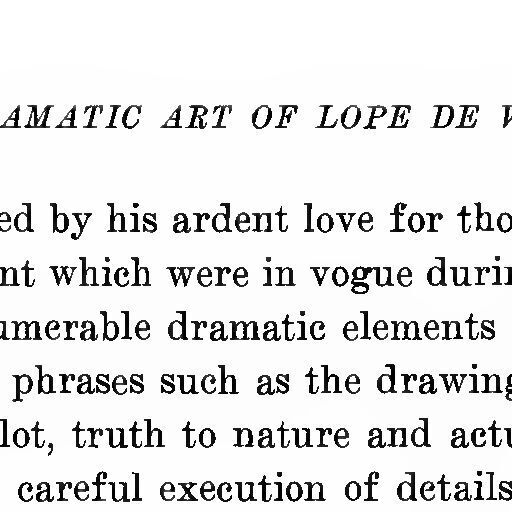 AMATIC ART OF LOPE DE V
ed by his ardent love for tho
nt which were in vogue durin
umerable dramatic elements
phrases such as the drawing
lot, truth to nature and actu
careful execution of details